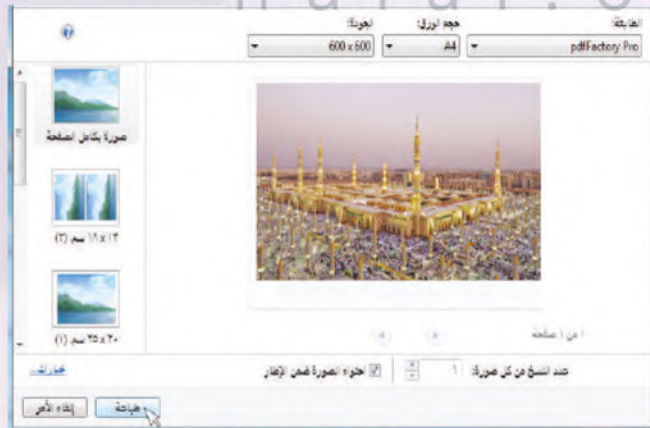 الطابعة:
حجم الورق:
الجودة:
pdfFactory Pro
A4
600 x 600
صورة بكامل الصفحة
١٣ x ١٨ سم. (٢)
٢٠ x ٢٥ سم. (١)
١ من ١ صفحة
عدد النسخ من كل صورة: ١
احتواء الصورة ضمن الإطار
خيارات...
طباعة
إلغاء الأمر